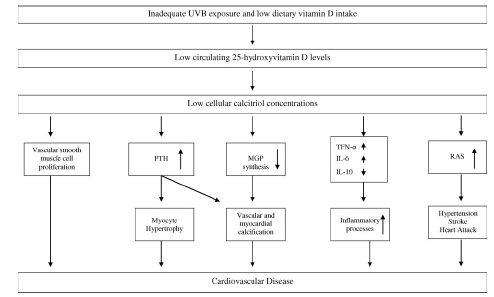 Inadequate UVB exposure and low dietary vitamin D intake
Low circulating 25-hydroxyvitamin D levels
Low cellular calcitriol concentrations
Vascular smooth
muscle cell
proliferation
PTH
MGP
synthesis
TFN-α
IL-6
IL-10
RAS
Myocyte
Hypertrophy
Vascular and
myocardial
calcification
Inflammatory
processes
Hypertension
Stroke
Heart Attack
Cardiovascular Disease